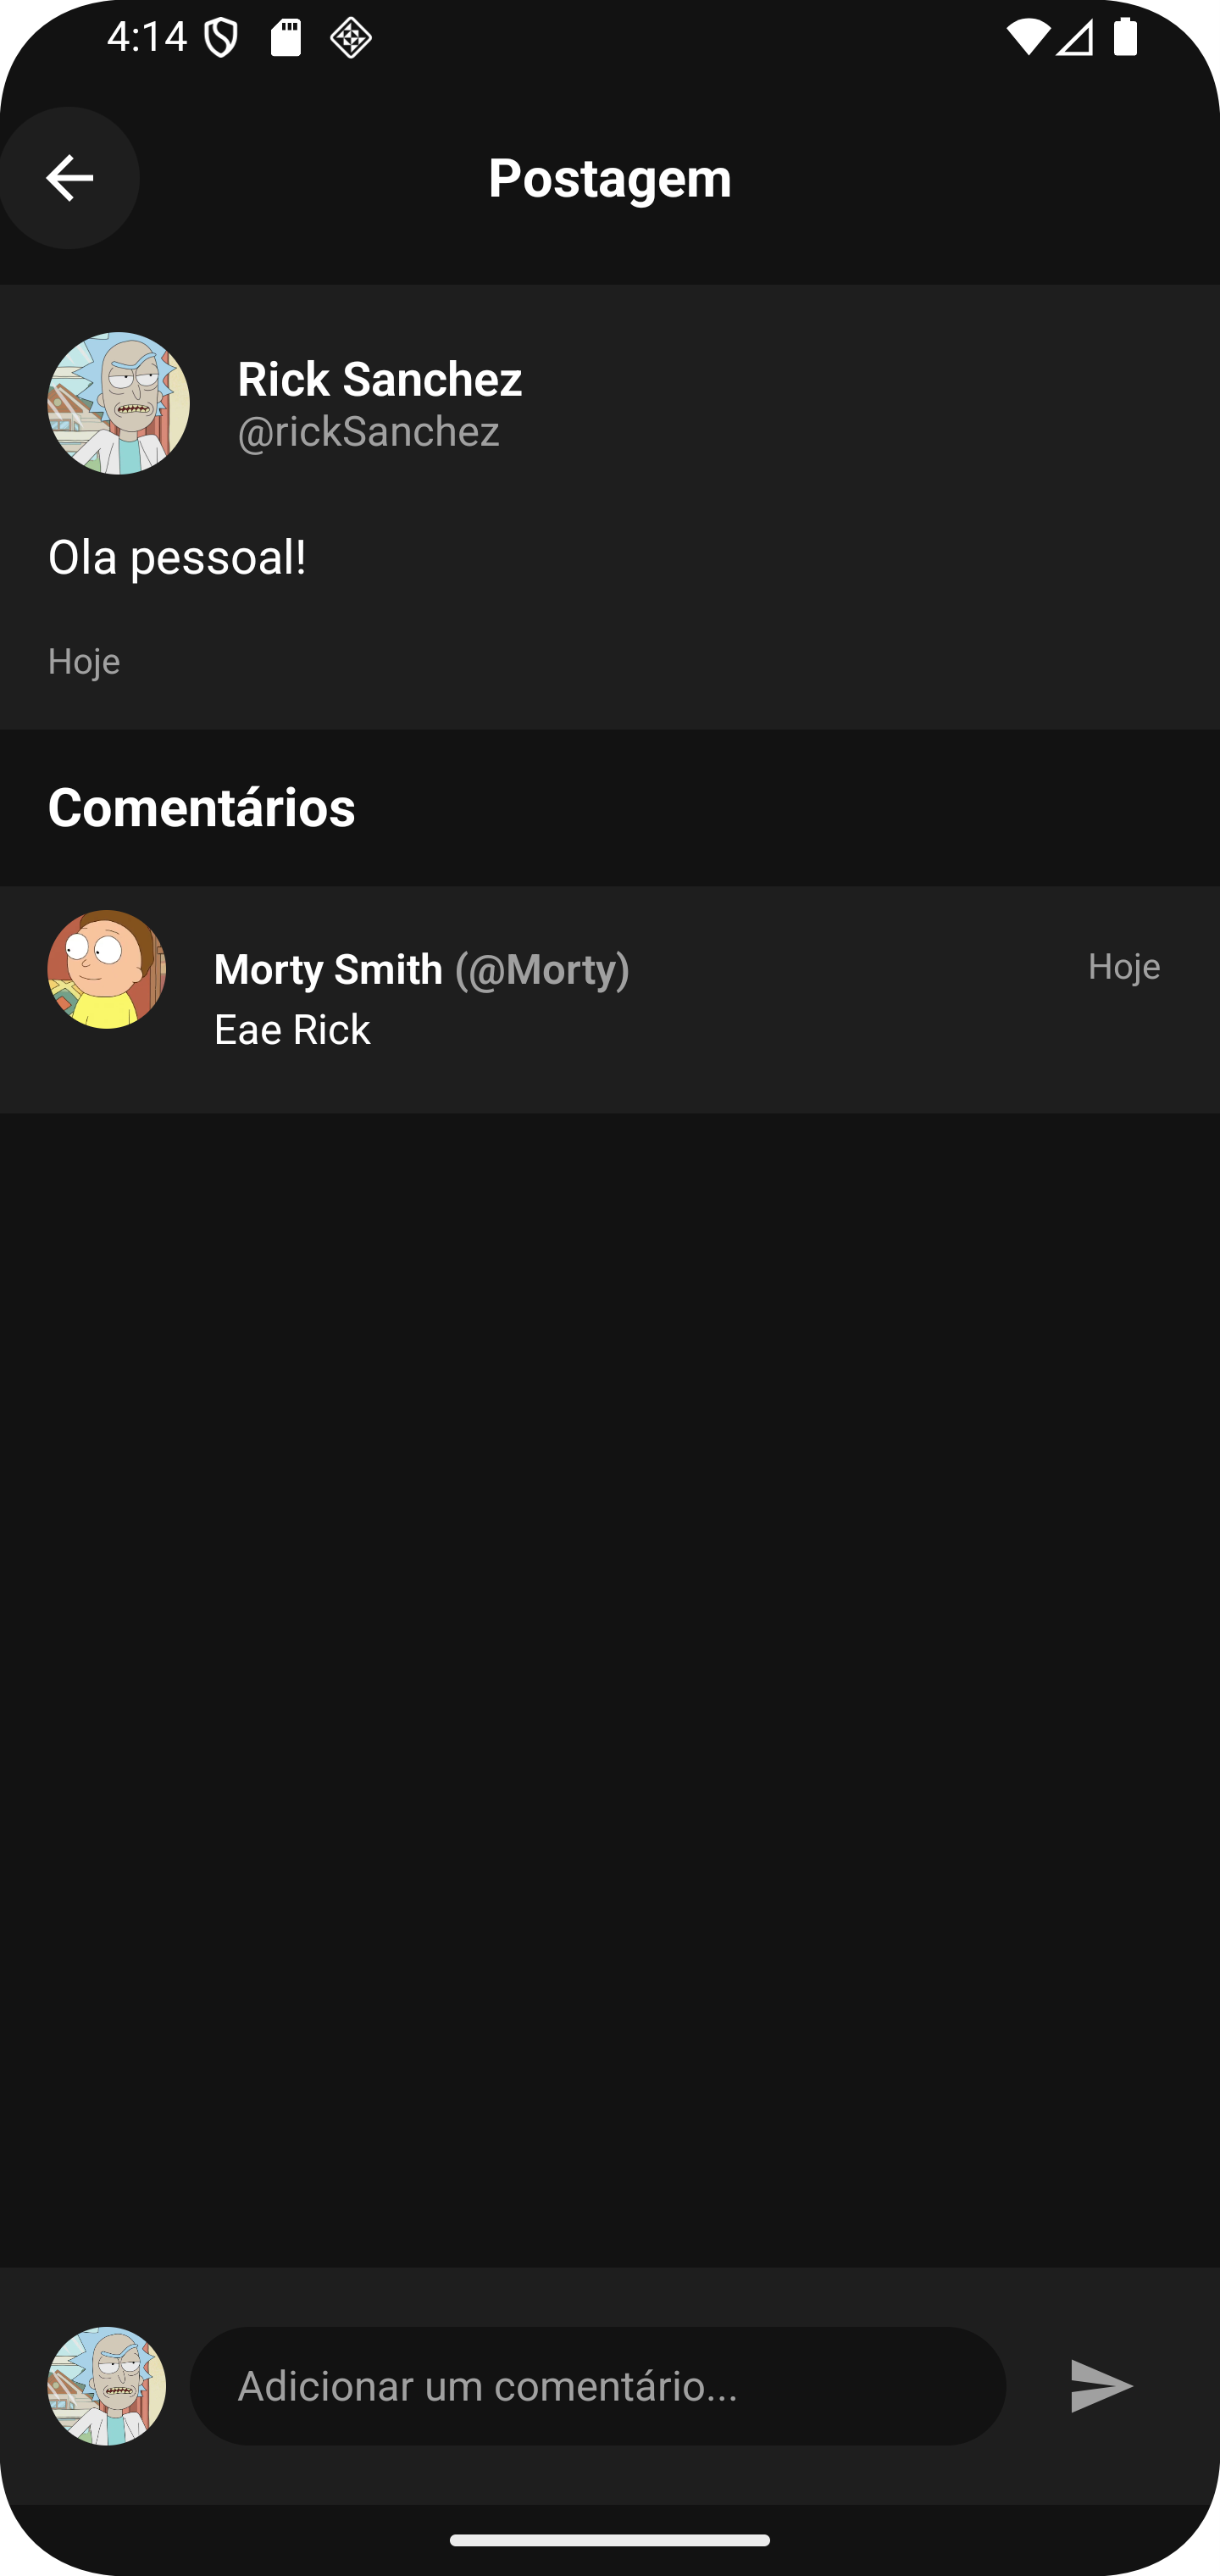 4:14
Postagem
Rick Sanchez
@rickSanchez
Ola pessoal!
Hoje
Comentários
Morty Smith (@Morty) Hoje
Eae Rick
Adicionar um comentário...